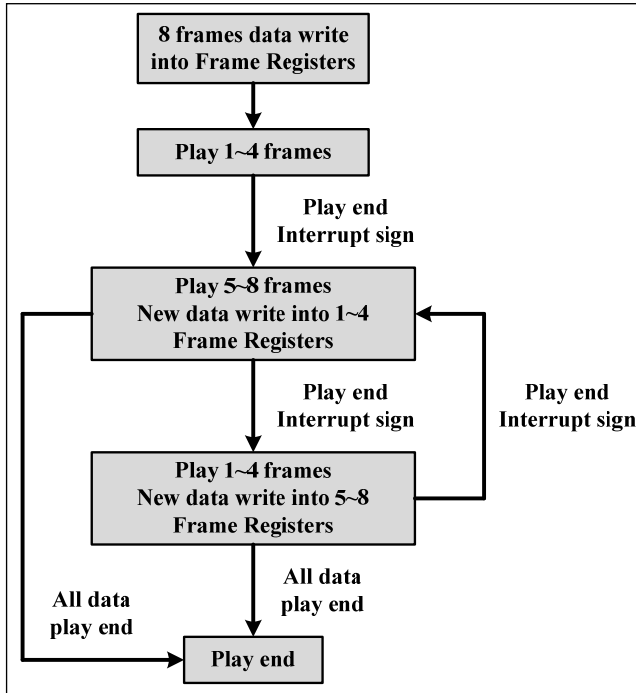 8 frames data write
into Frame Registers
Play 1~4 frames
Play end
Interrupt sign
Play 5~8 frames
New data write into 1~4
Frame Registers
Play end
Interrupt sign
Play end
Interrupt sign
Play 1~4 frames
New data write into 5~8
Frame Registers
All data
play end
All data
play end
Play end